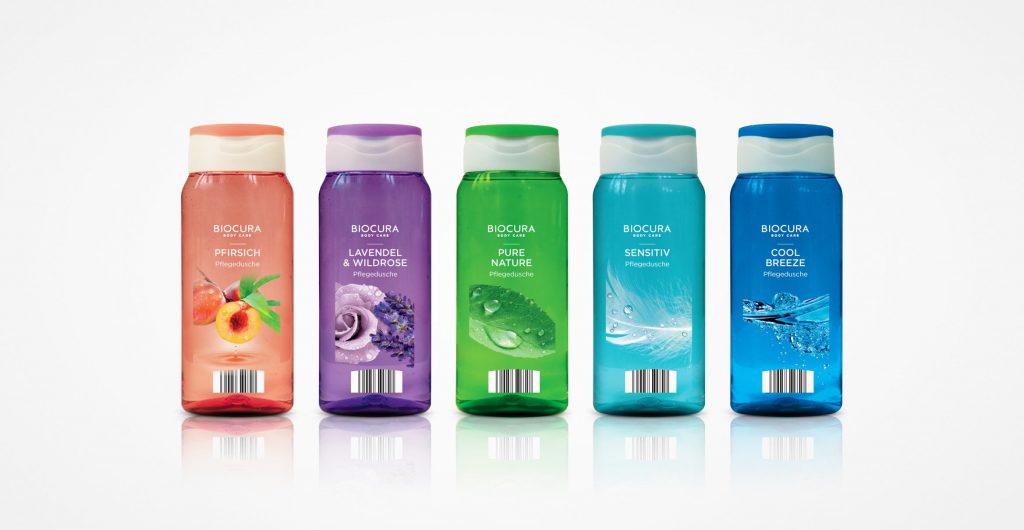 BIOCURA
BODY CARE
PFIRSICH
Pflegedusche
BIOCURA
BODY CARE
LAVENDEL
& WILDROSE
Pflegedusche
BIOCURA
BODY CARE
PURE
NATURE
Pflegedusche
BIOCURA
BODY CARE
SENSITIV
Pflegedusche
BIOCURA
BODY CARE
COOL
BREEZE
Pflegedusche